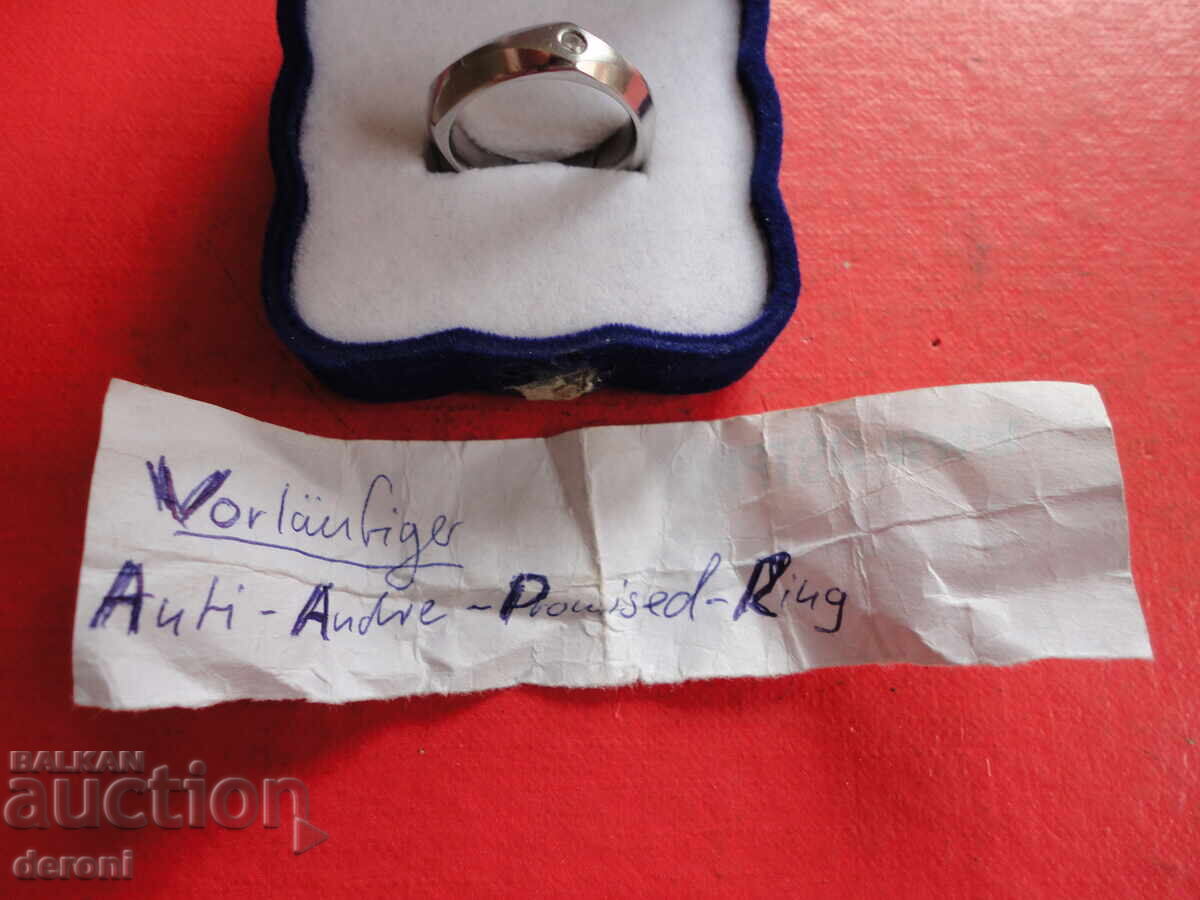 Vorläufiger
Anti-Andre-Promised-Ring
BALKAN
auction
deroni